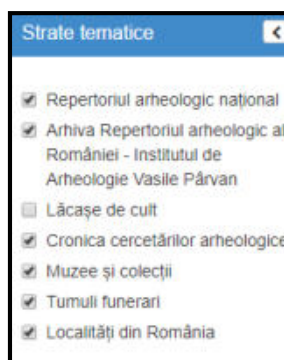 Strate tematice
Repertoriul arheologic național
Arhiva Repertoriul arheologic al
României - Institutul de
Arheologie Vasile Pârvan
Lăcașe de cult
Cronica cercetărilor arheologice
Muzee și colecții
Tumuli funerari
Localități din România